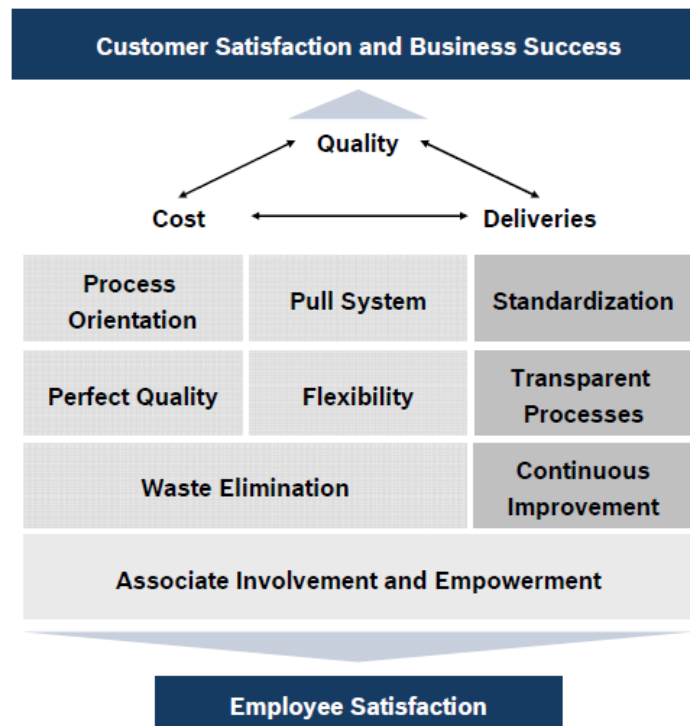 Customer Satisfaction and Business Success
Quality
Cost
Deliveries
Process
Orientation
Pull System
Standardization
Perfect Quality
Flexibility
Transparent
Processes
Waste Elimination
Continuous
Improvement
Associate Involvement and Empowerment
Employee Satisfaction